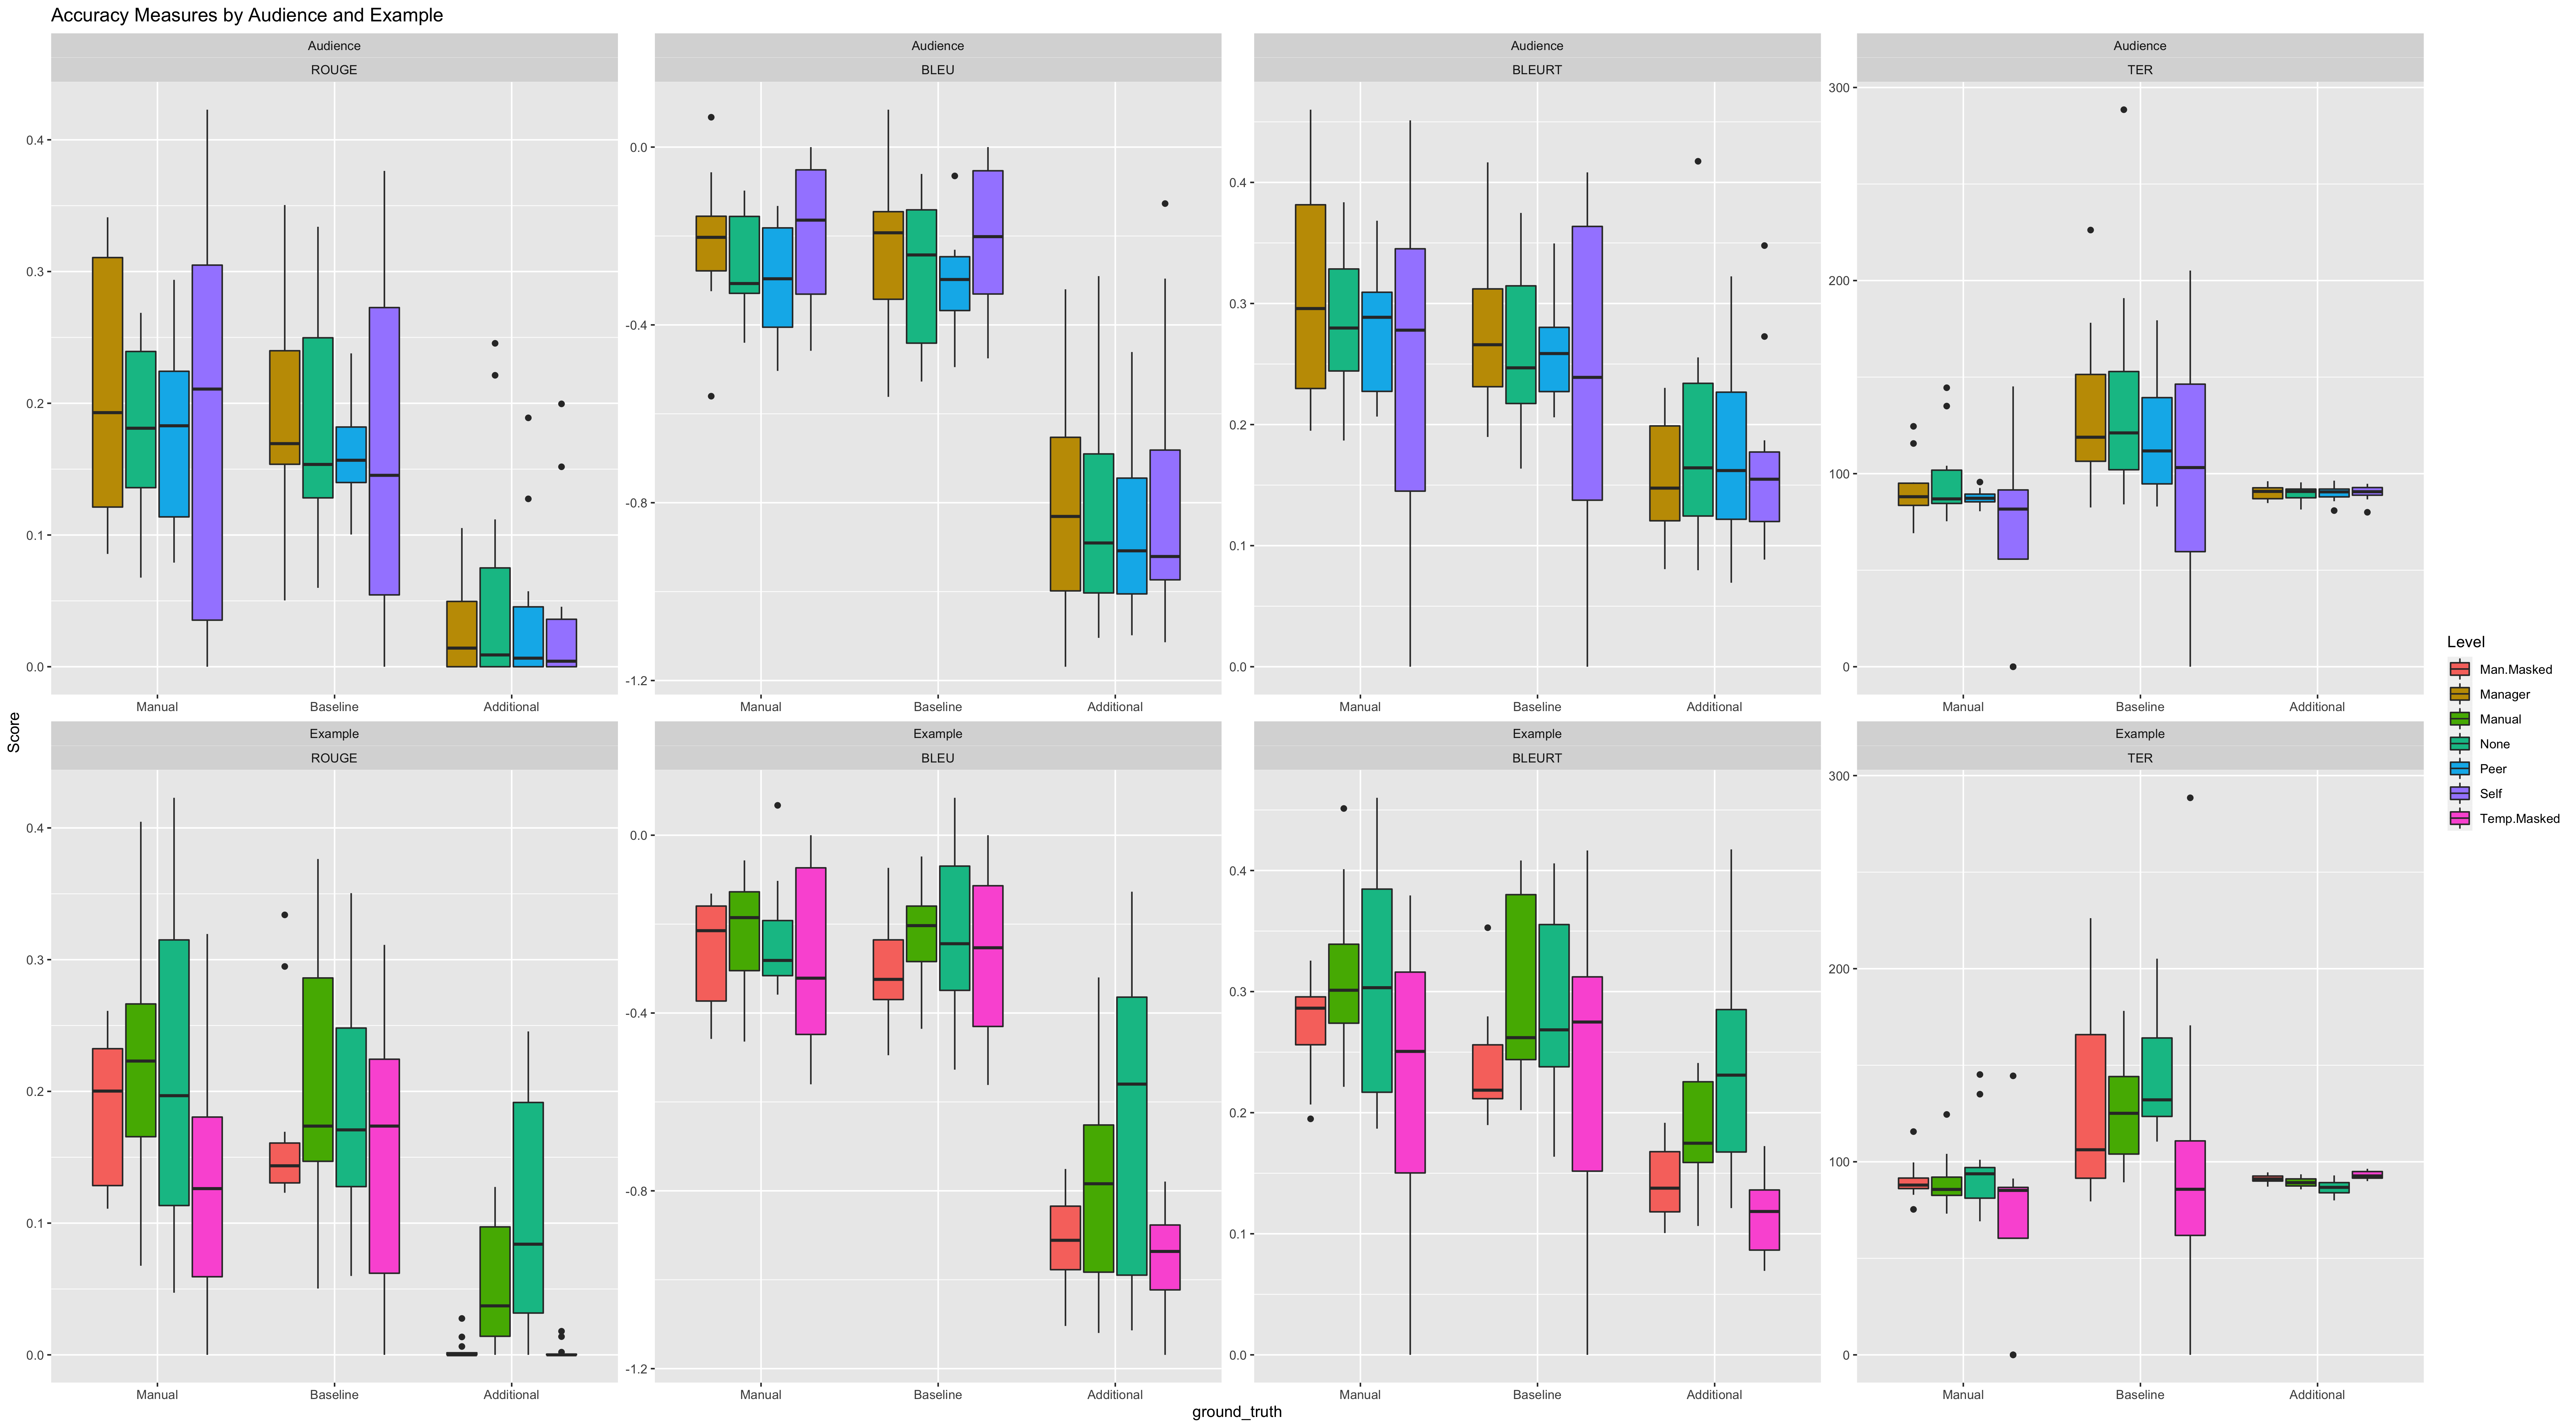 Accuracy Measures by Audience and Example
Audience
ROUGE
0.4
0.3
0.2
0.1
0.0
Manual Baseline Additional
Audience
BLEU
0.0
-0.4
-0.8
-1.2
Manual Baseline Additional
Audience
BLEURT
0.4
0.3
0.2
0.1
0.0
Manual Baseline Additional
Audience
TER
300
200
100
0
Manual Baseline Additional
Score
Example
ROUGE
0.4
0.3
0.2
0.1
0.0
Manual Baseline Additional
Example
BLEU
0.0
-0.4
-0.8
-1.2
Manual Baseline Additional
Example
BLEURT
0.4
0.3
0.2
0.1
0.0
Manual Baseline Additional
Example
TER
300
200
100
0
Manual Baseline Additional
ground_truth
Level
Man.Masked
Manager
Manual
None
Peer
Self
Temp.Masked